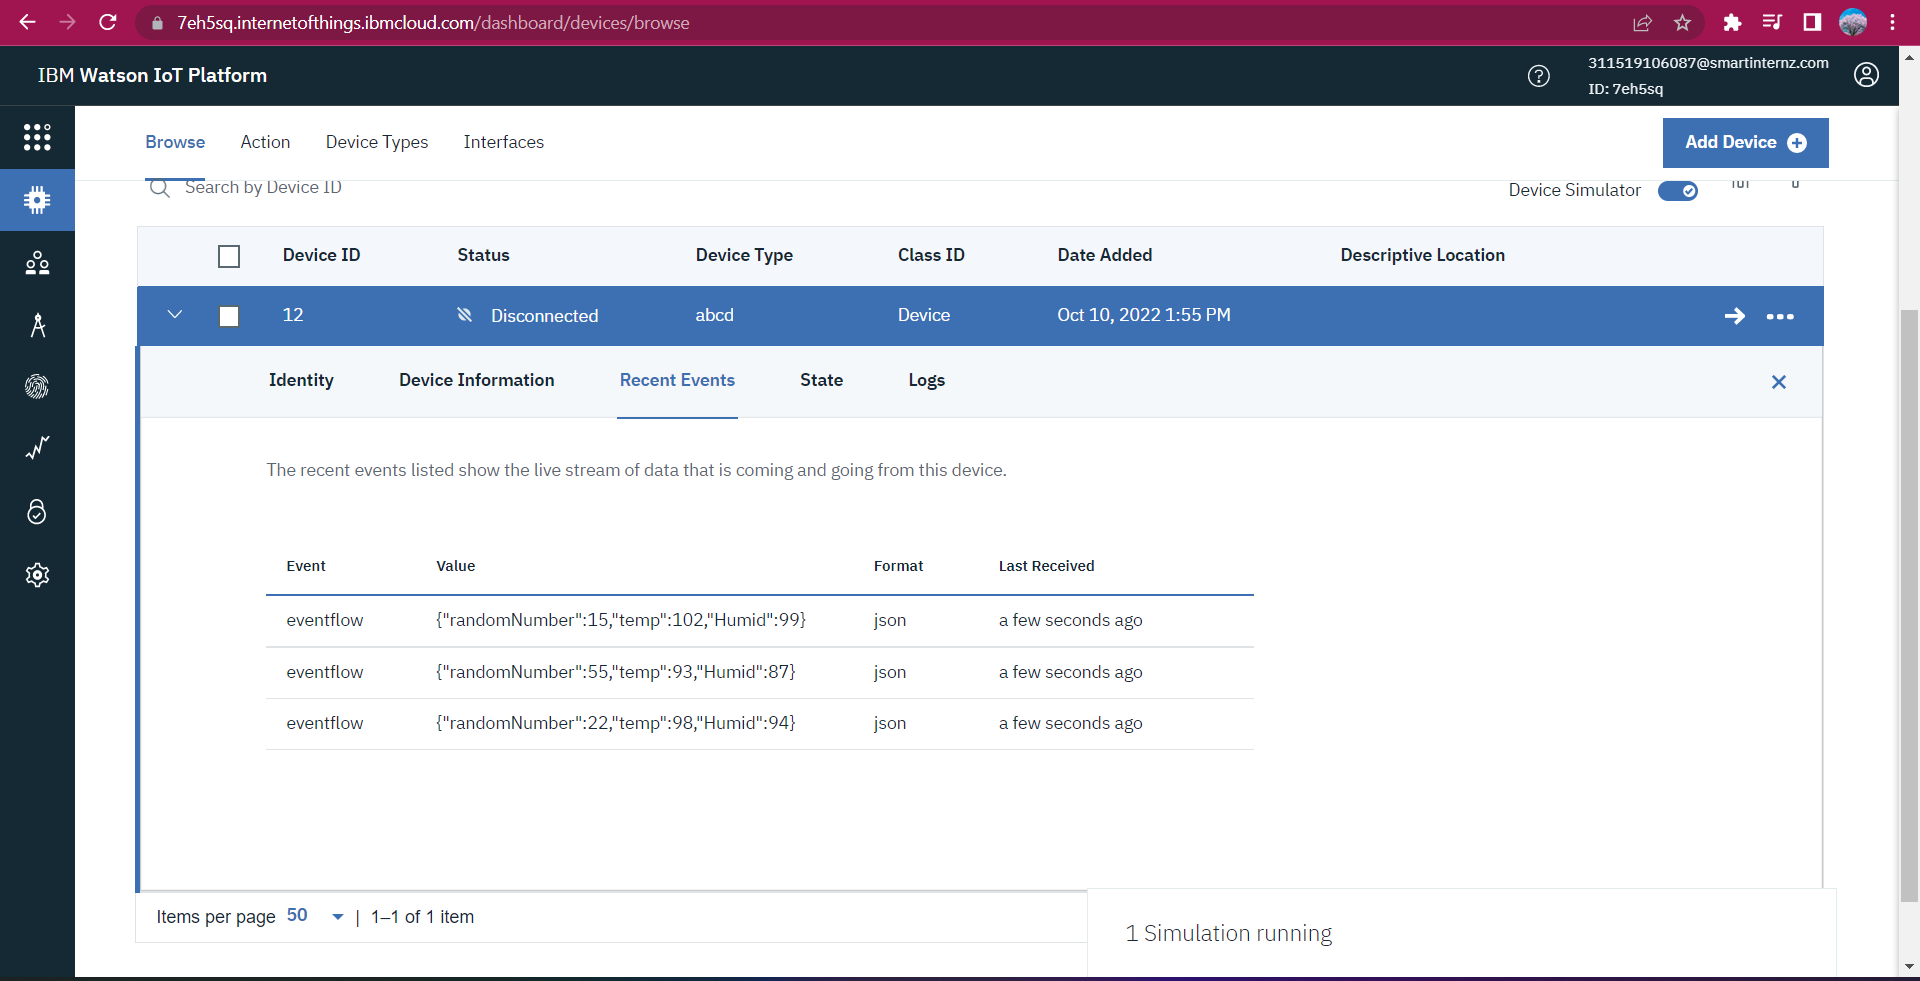 7eh5sq.internetofthings.ibmcloud.com/dashboard/devices/browse
IBM Watson IoT Platform
311519106087@smartinternz.com
ID: 7eh5sq
Browse Action Device Types Interfaces Add Device
Search by Device ID Device Simulator
Device ID Status Device Type Class ID Date Added Descriptive Location
12 Disconnected abcd Device Oct 10, 2022 1:55 PM
Identity Device Information Recent Events State Logs
The recent events listed show the live stream of data that is coming and going from this device.
Event Value Format Last Received
eventflow {"randomNumber":15,"temp":102,"Humid":99} json a few seconds ago
eventflow {"randomNumber":55,"temp":93,"Humid":87} json a few seconds ago
eventflow {"randomNumber":22,"temp":98,"Humid":94} json a few seconds ago
Items per page 50 | 1–1 of 1 item
1 Simulation running